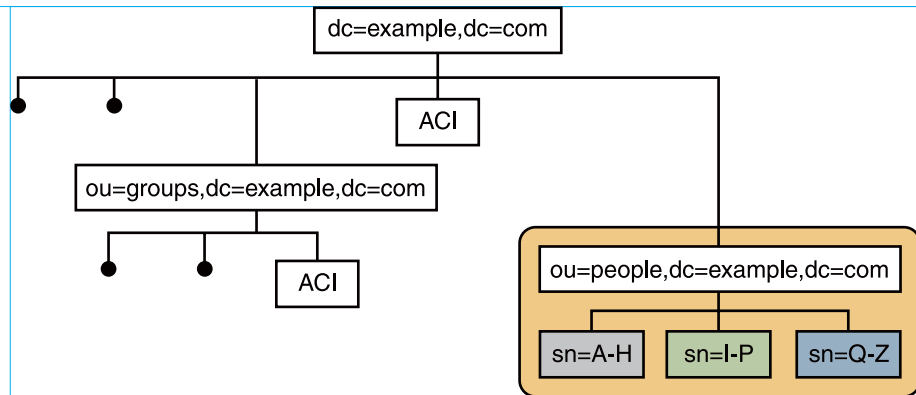 dc=example,dc=com
ACI
ou=groups,dc=example,dc=com
ACI
ou=people,dc=example,dc=com
sn=A-H
sn=I-P
sn=Q-Z